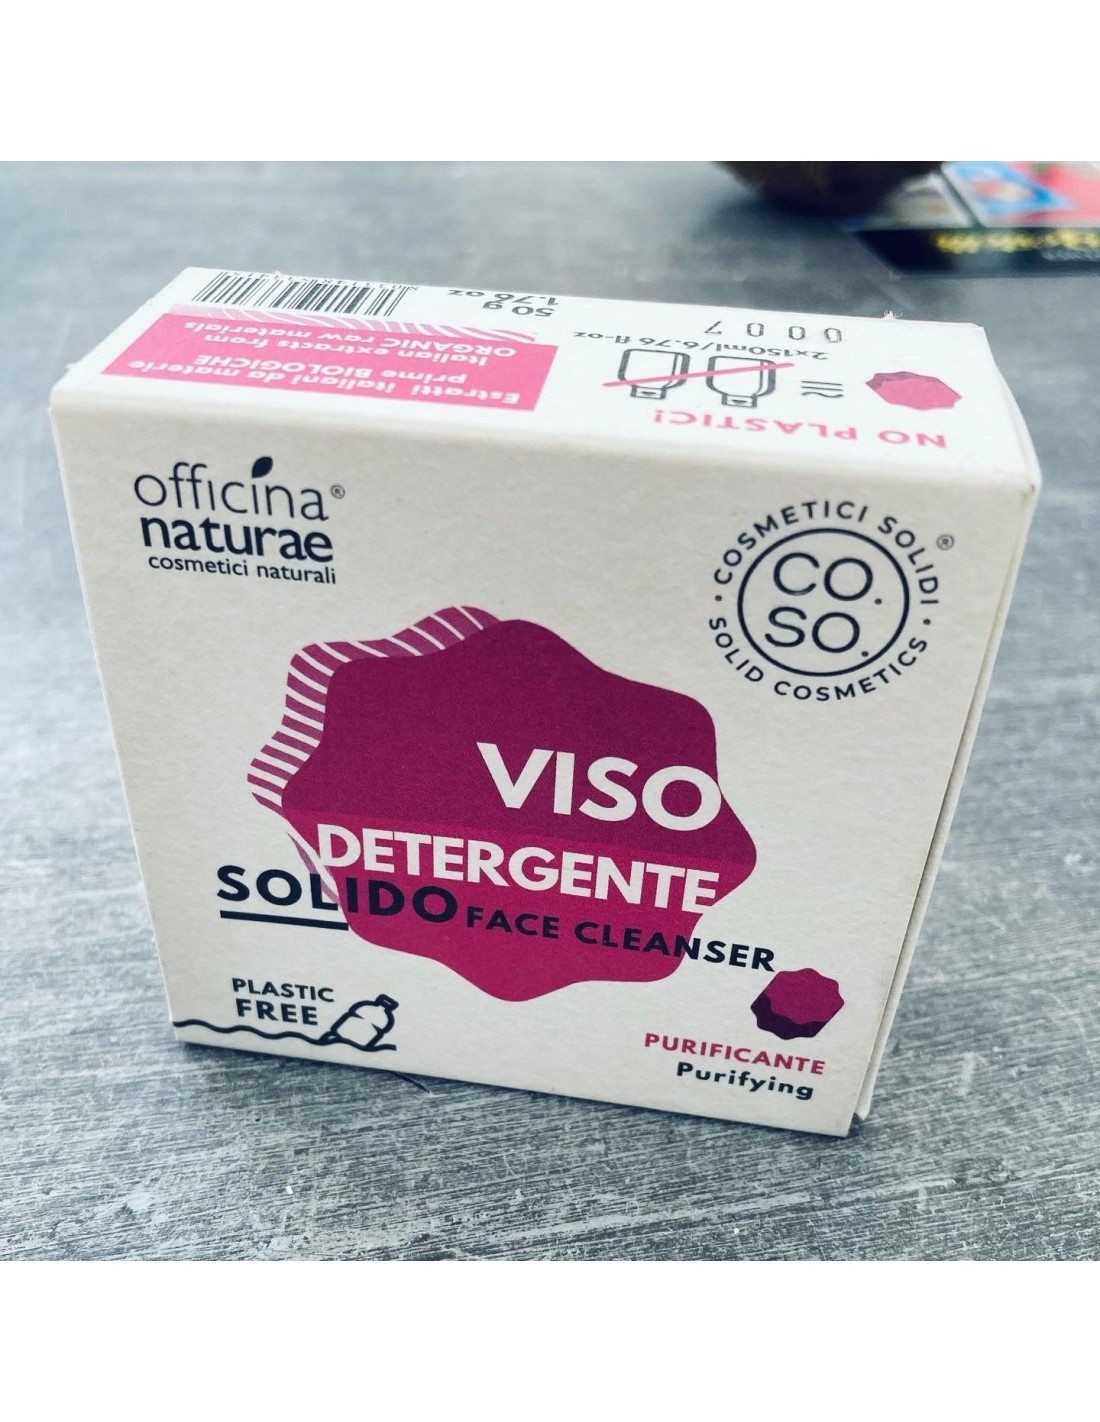 officina®
naturae
cosmetici naturali
COSMETICI SOLIDI ®
CO.
SO.
SOLID COSMETICS
VISO
DETERGENTE
SOLIDO FACE CLEANSER
PLASTIC
FREE
PURIFICANTE
Purifying
NO PLASTIC!
≅
2x150ml/6.76 fl-oz
0007
50 g
1.76 oz
Estratti italiani da materie
prime BIOLOGICHE
italian extracts from
ORGANIC raw materials